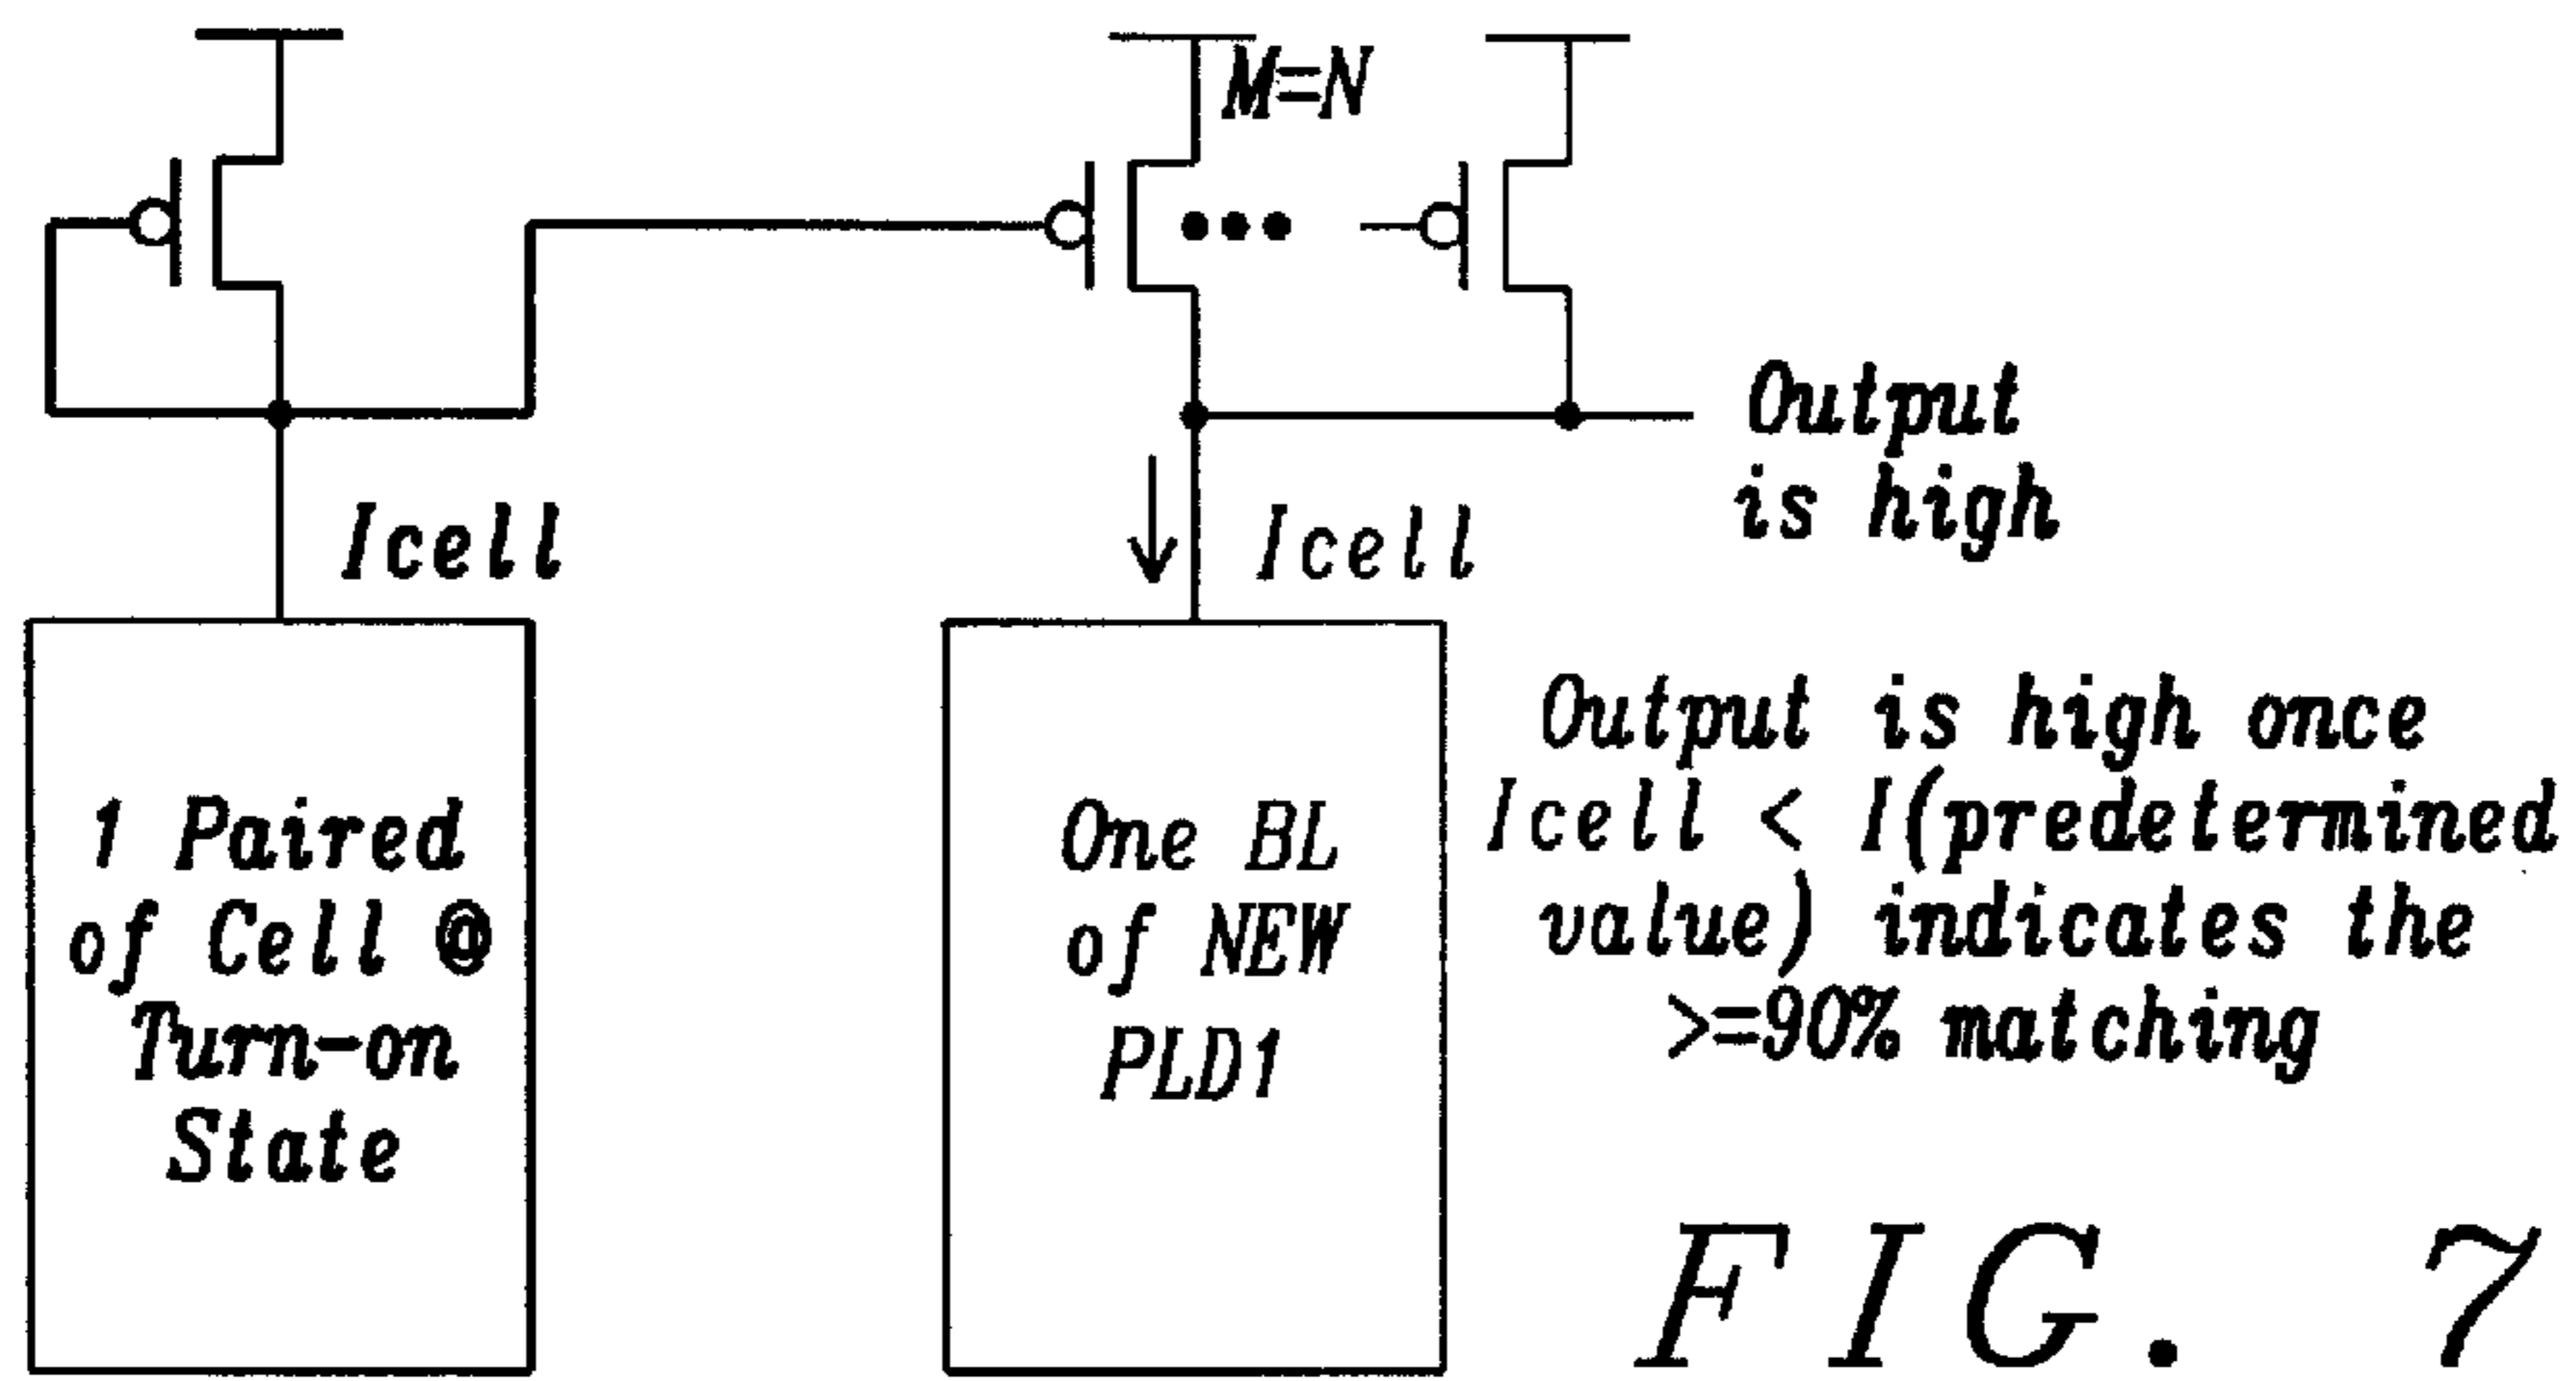 M=N
Output
is high
Icell
Icell
1 Paired
of Cell @
Turn-on
State
One BL
of NEW
PLD1
Output is high once
Icell < I(predetermined
value) indicates the
>=90% matching
FIG. 7